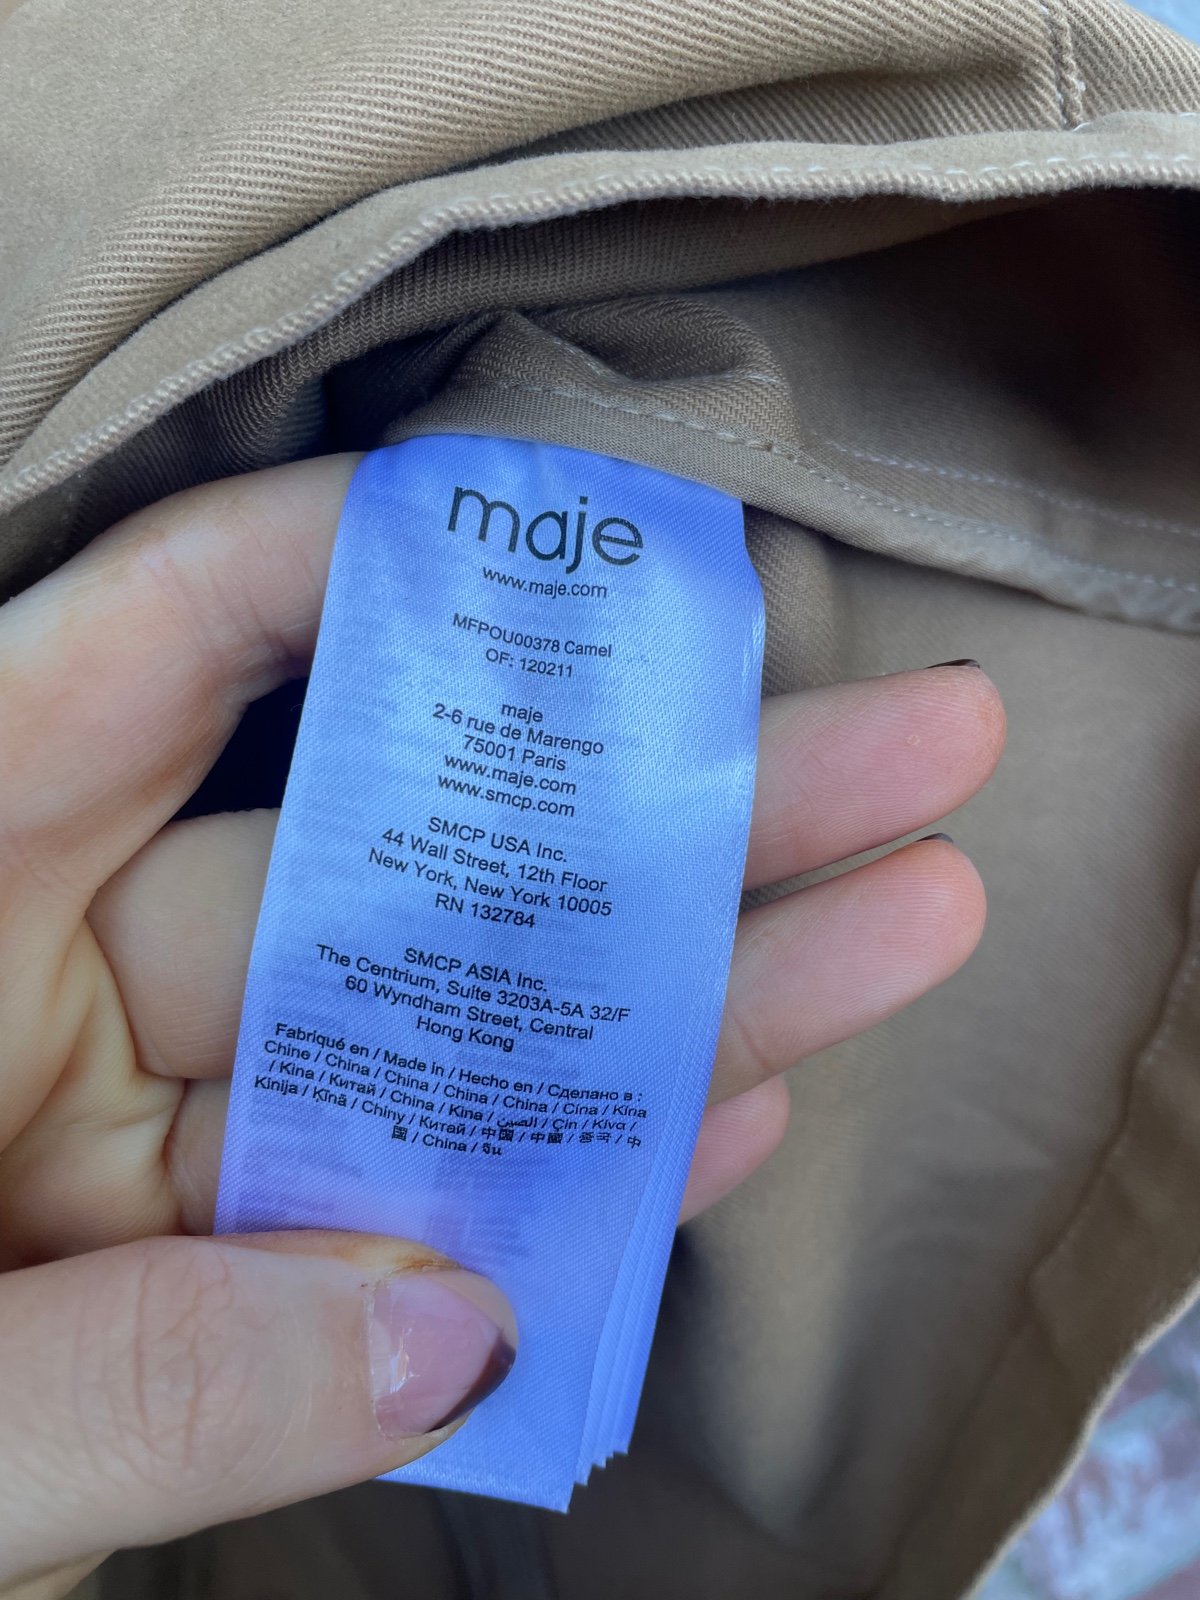 maje
www.maje.com
MFPOU00378 Camel
OF: 120211
maje
2-6 rue de Marengo
75001 Paris
www.maje.com
www.smcp.com
SMCP USA Inc.
44 Wall Street, 12th Floor
New York, New York 10005
RN 132784
SMCP ASIA Inc.
The Centrium, Suite 3203A-5A 32/F
60 Wyndham Street, Central
Hong Kong
Fabriqué en / Made in / Hecho en / Сделано в :
Chine / China / China / China / China / Cina / Kina
/ Kina / Китай / China / Kina / الصين / Çin / Κίνα /
Kinija / Ķīnā / Chiny / Китай / 中国 / 中國 / 중국 / 中
国 / China / จีน